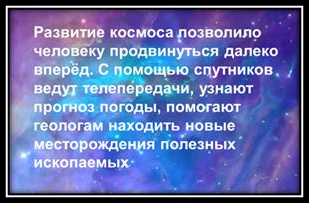 Развитие космоса позволило
человеку продвинуться далеко
вперёд. С помощью спутников
ведут телепередачи, узнают
прогноз погоды, помогают
геологам находить новые
месторождения полезных
ископаемых